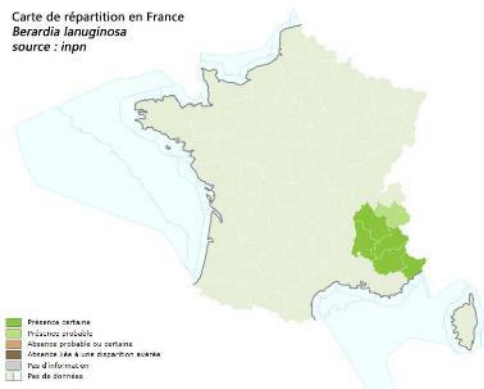 Carte de répartition en France
Berardia lanuginosa
source : inpn
Présence certaine
Présence probable
Absence probable ou certaine
Absence liée à une disparition avérée
Pas d'information
Pas de données